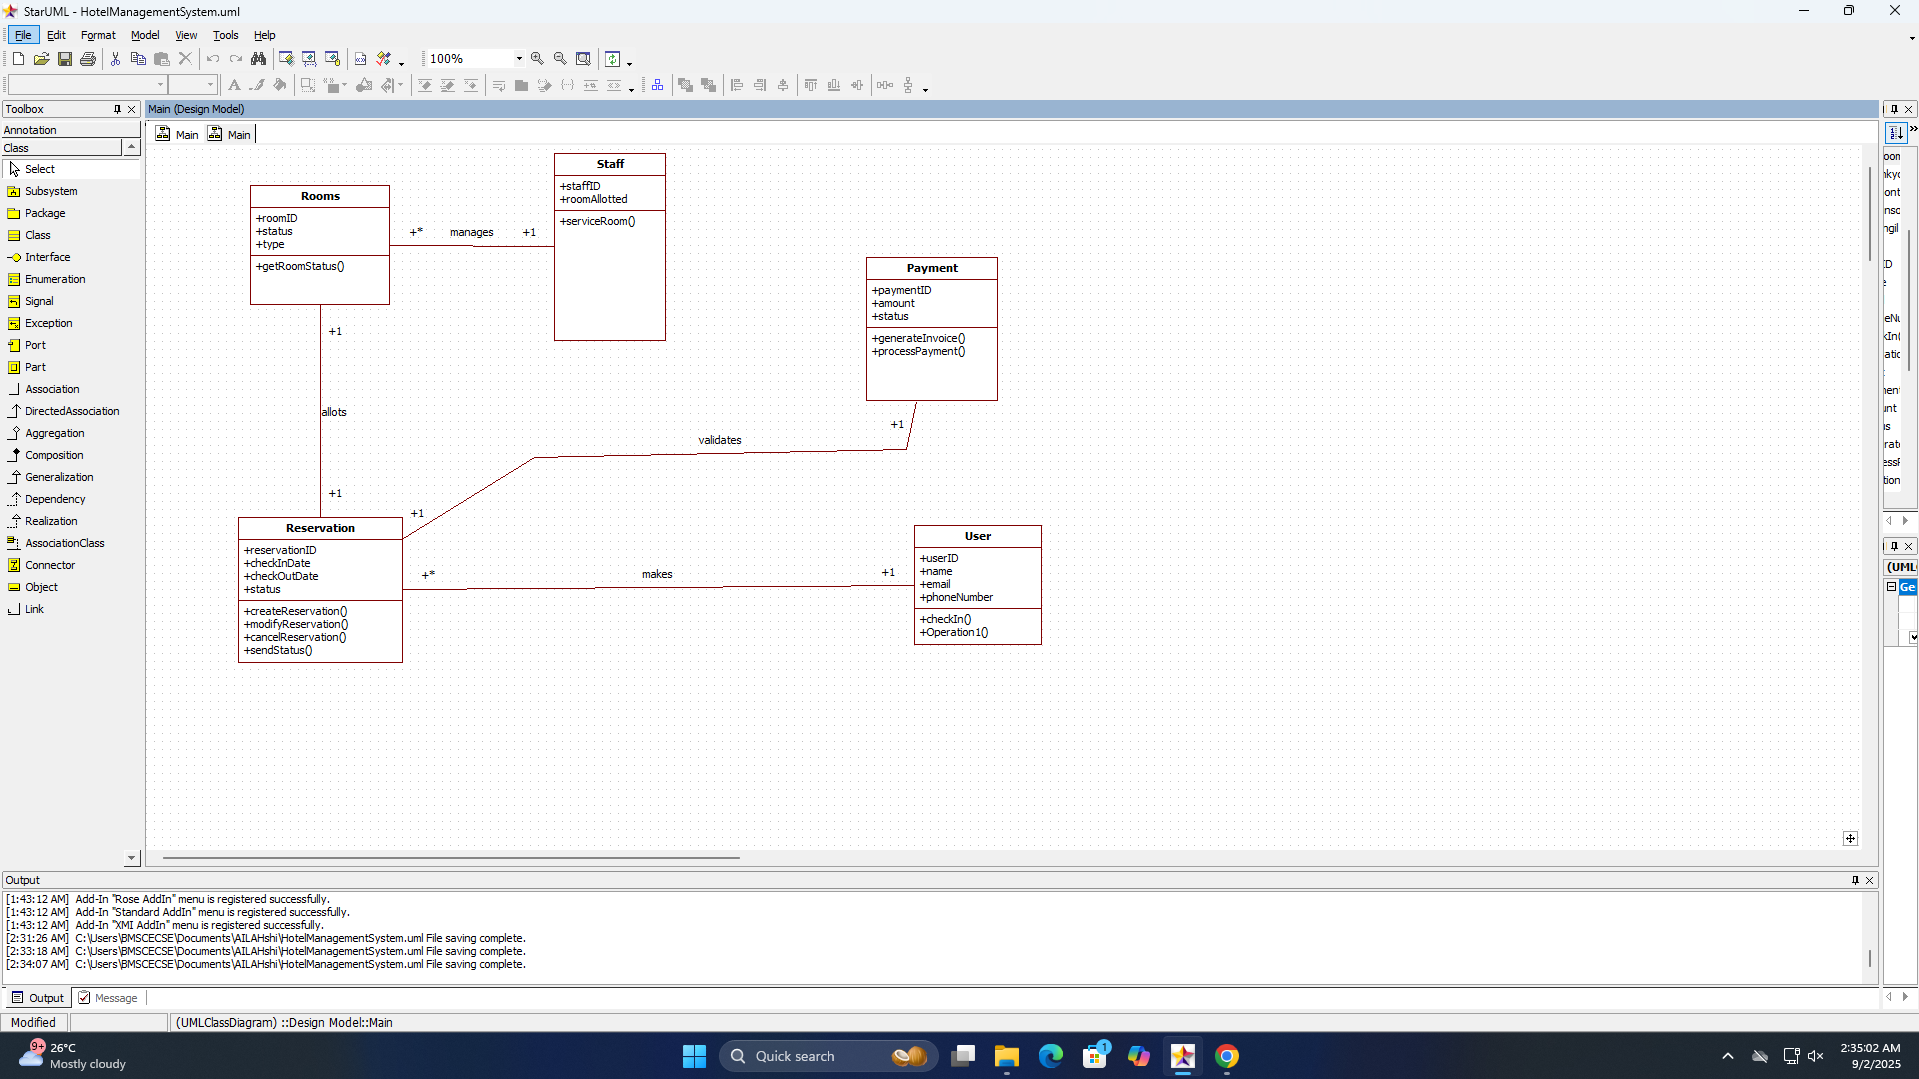 StarUML - HotelManagementSystem.uml
File Edit Format Model View Tools Help
100%
Toolbox
Main (Design Model)
Annotation
Main Main
Class
Select
Subsystem
Package
Class
Interface
Enumeration
Signal
Exception
Port
Part
Association
DirectedAssociation
Aggregation
Composition
Generalization
Dependency
Realization
AssociationClass
Connector
Object
Link
Staff
+staffID
+roomAllotted
+serviceRoom()
Rooms
+roomID
+status
+type
+getRoomStatus()
+* manages +1
Payment
+paymentID
+amount
+status
+generateInvoice()
+processPayment()
+1
allots
+1
+1
validates
+1
Reservation
+reservationID
+checkInDate
+checkOutDate
+status
+createReservation()
+modifyReservation()
+cancelReservation()
+sendStatus()
+* makes +1
User
+userID
+name
+email
+phoneNumber
+checkIn()
+Operation1()
(UML
Ge
Output
[1:43:12 AM] Add-In "Rose AddIn" menu is registered successfully.
[1:43:12 AM] Add-In "Standard AddIn" menu is registered successfully.
[1:43:12 AM] Add-In "XMI AddIn" menu is registered successfully.
[2:31:26 AM] C:\Users\BMSCECSE\Documents\AILAHshi\HotelManagementSystem.uml File saving complete.
[2:33:18 AM] C:\Users\BMSCECSE\Documents\AILAHshi\HotelManagementSystem.uml File saving complete.
[2:34:07 AM] C:\Users\BMSCECSE\Documents\AILAHshi\HotelManagementSystem.uml File saving complete.
Output Message
Modified (UMLClassDiagram) ::Design Model::Main
9+ 26°C
Mostly cloudy
Quick search
1
2:35:02 AM
9/2/2025